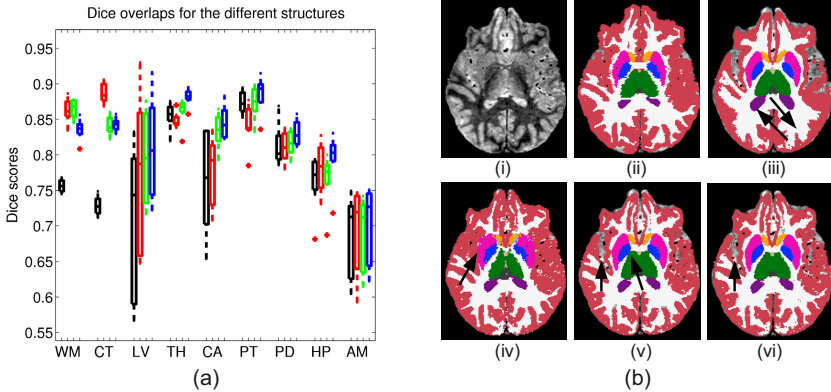 Dice overlaps for the different structures
Dice scores
0.95
0.9
0.85
0.8
0.75
0.7
0.65
0.6
0.55
WM CT LV TH CA PT PD HP AM
(a)
(i) (ii) (iii)
(iv) (v) (vi)
(b)